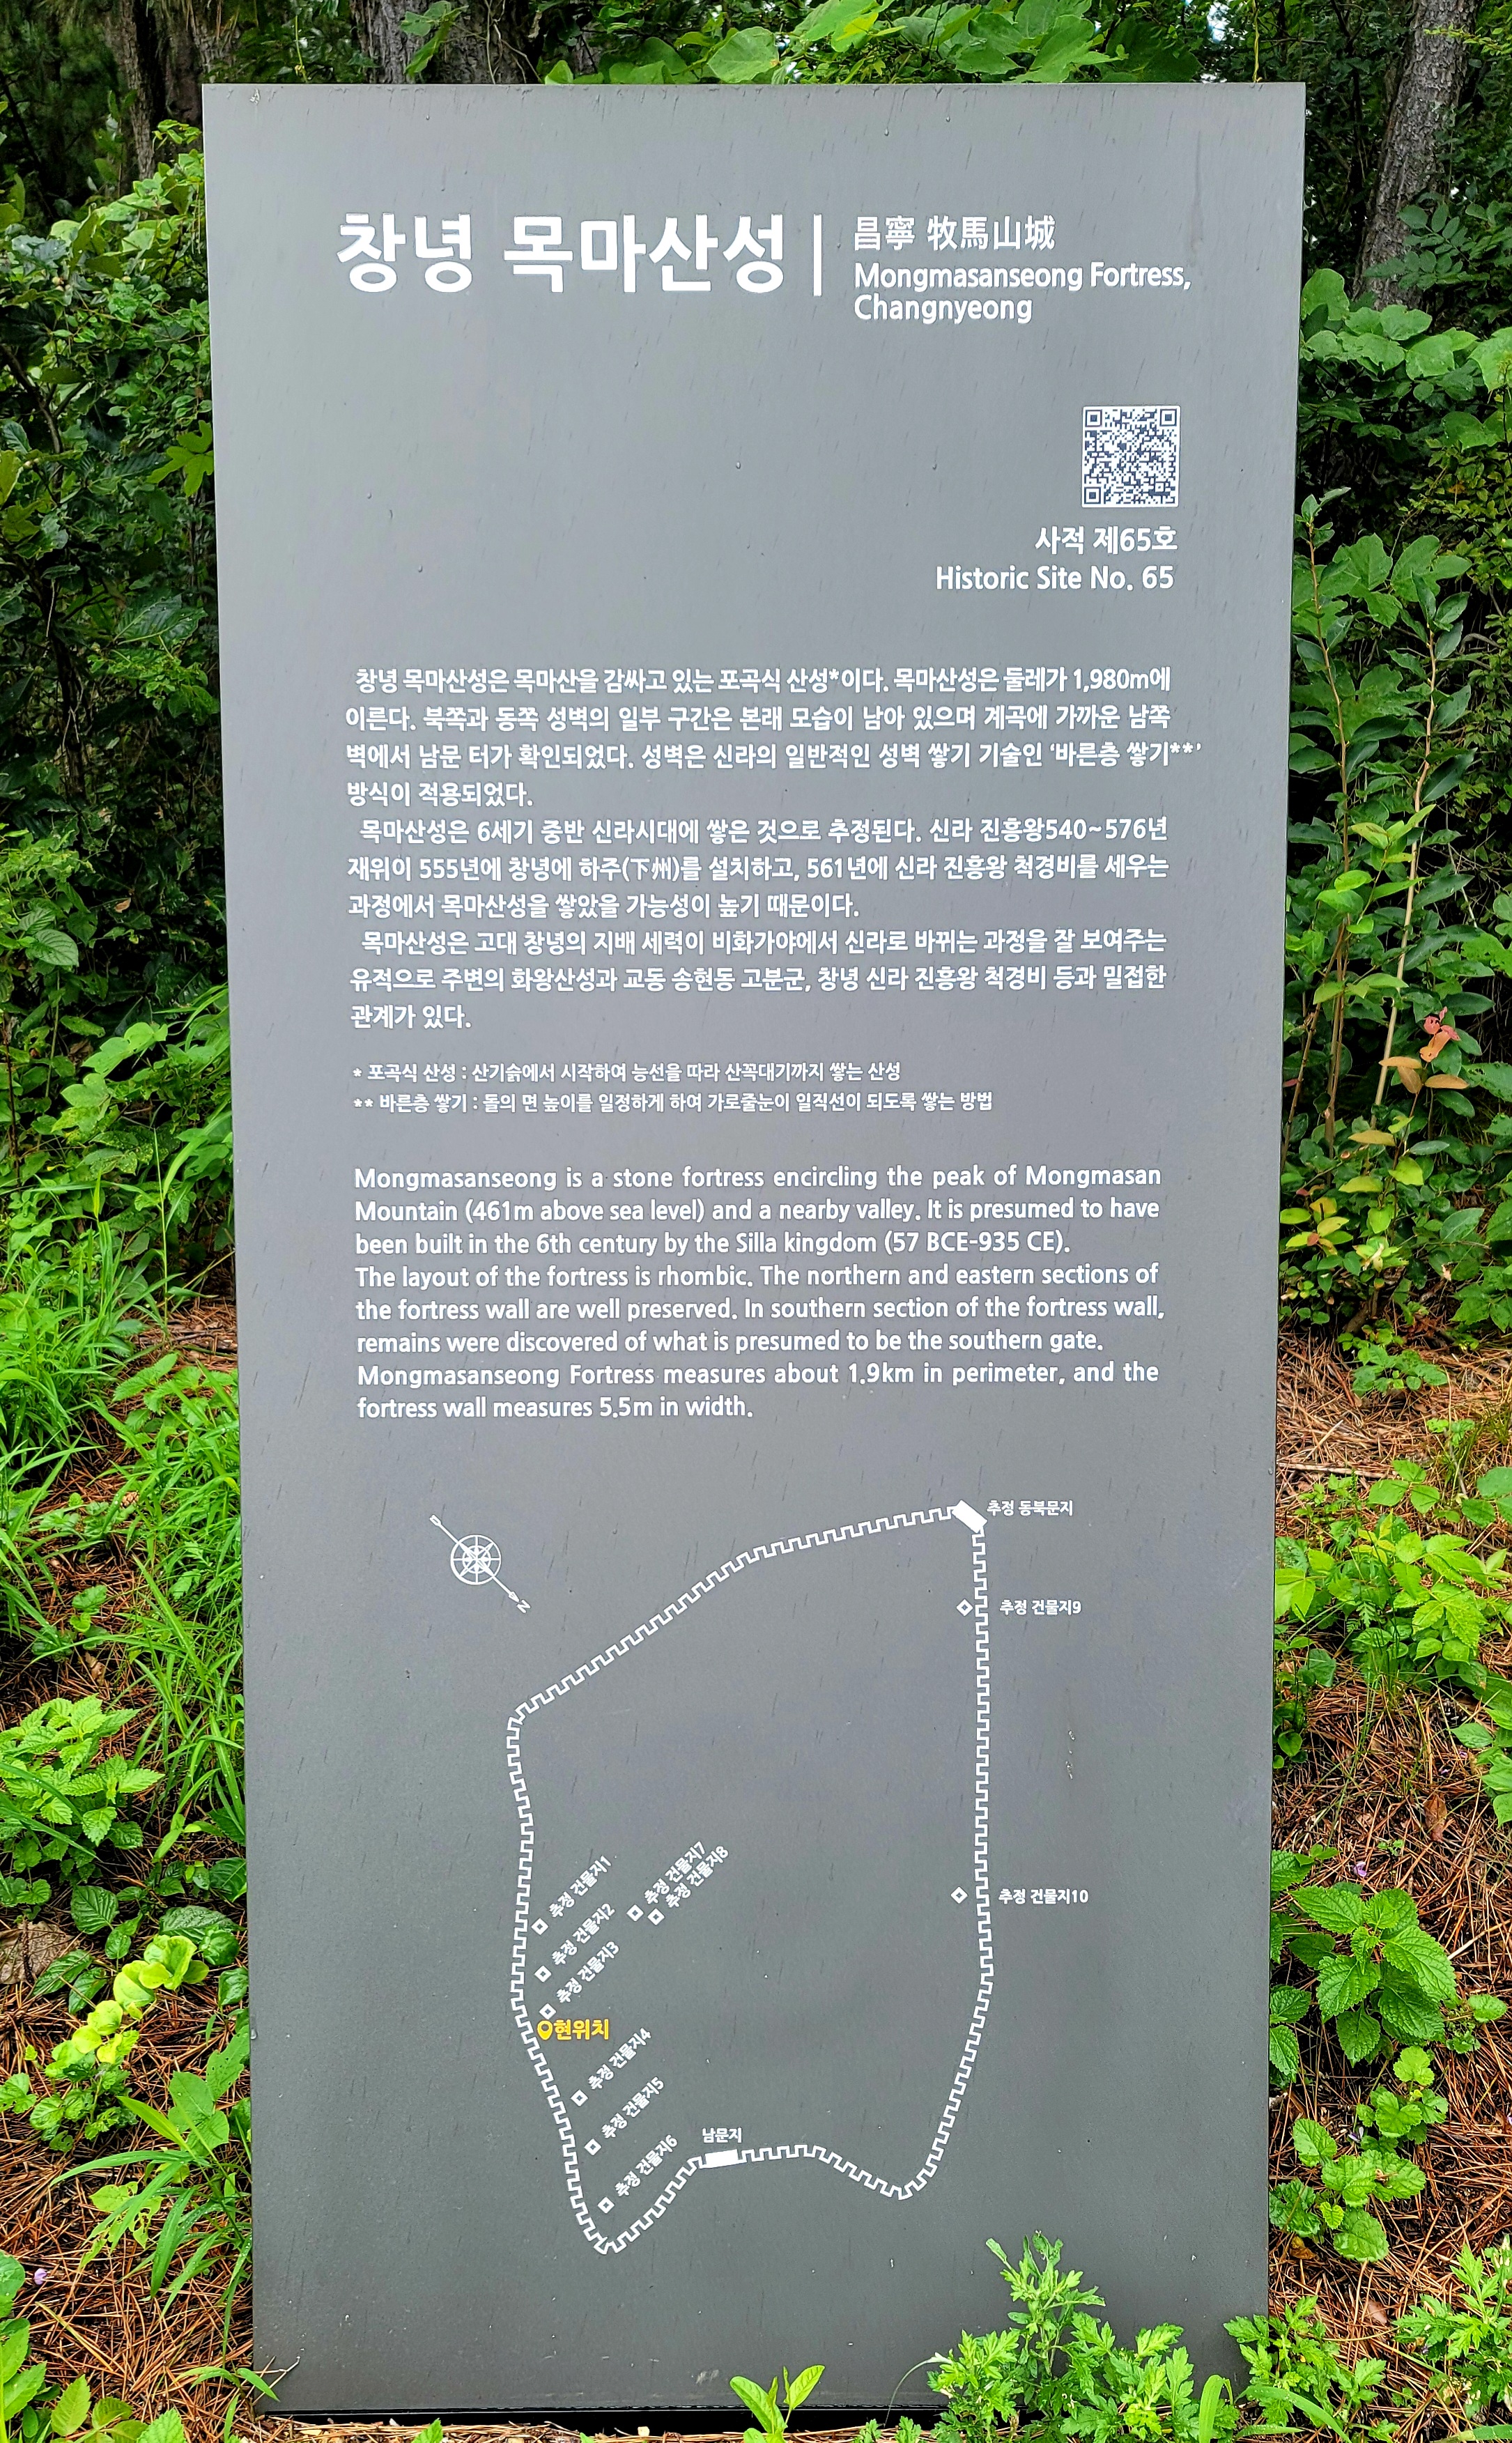 창녕 목마산성
昌寧 牧馬山城
Mongmasanseong Fortress,
Changnyeong
사적 제65호
Historic Site No. 65
창녕 목마산성은 목마산을 감싸고 있는 포곡식 산성*이다. 목마산성은 둘레가 1,980m에
이른다. 북쪽과 동쪽 성벽의 일부 구간은 본래 모습이 남아 있으며 계곡에 가까운 남쪽
벽에서 남문 터가 확인되었다. 성벽은 신라의 일반적인 성벽 쌓기 기술인 ‘바른층 쌓기**’
방식이 적용되었다.
목마산성은 6세기 중반 신라시대에 쌓은 것으로 추정된다. 신라 진흥왕540~576년
재위이 555년에 창녕에 하주(下州)를 설치하고, 561년에 신라 진흥왕 척경비를 세우는
과정에서 목마산성을 쌓았을 가능성이 높기 때문이다.
목마산성은 고대 창녕의 지배 세력이 비화가야에서 신라로 바뀌는 과정을 잘 보여주는
유적으로 주변의 화왕산성과 교동 송현동 고분군, 창녕 신라 진흥왕 척경비 등과 밀접한
관계가 있다.
* 포곡식 산성 : 산기슭에서 시작하여 능선을 따라 산꼭대기까지 쌓는 산성
** 바른층 쌓기 : 돌의 면 높이를 일정하게 하여 가로줄눈이 일직선이 되도록 쌓는 방법
Mongmasanseong is a stone fortress encircling the peak of Mongmasan
Mountain (461m above sea level) and a nearby valley. It is presumed to have
been built in the 6th century by the Silla kingdom (57 BCE-935 CE).
The layout of the fortress is rhombic. The northern and eastern sections of
the fortress wall are well preserved. In southern section of the fortress wall,
remains were discovered of what is presumed to be the southern gate.
Mongmasanseong Fortress measures about 1.9km in perimeter, and the
fortress wall measures 5.5m in width.
추정 동북문지
N
추정 건물지9
추정 건물지1
추정 건물지7
추정 건물지8
추정 건물지2
추정 건물지10
추정 건물지3
현위치
추정 건물지4
추정 건물지5
남문지
추정 건물지6